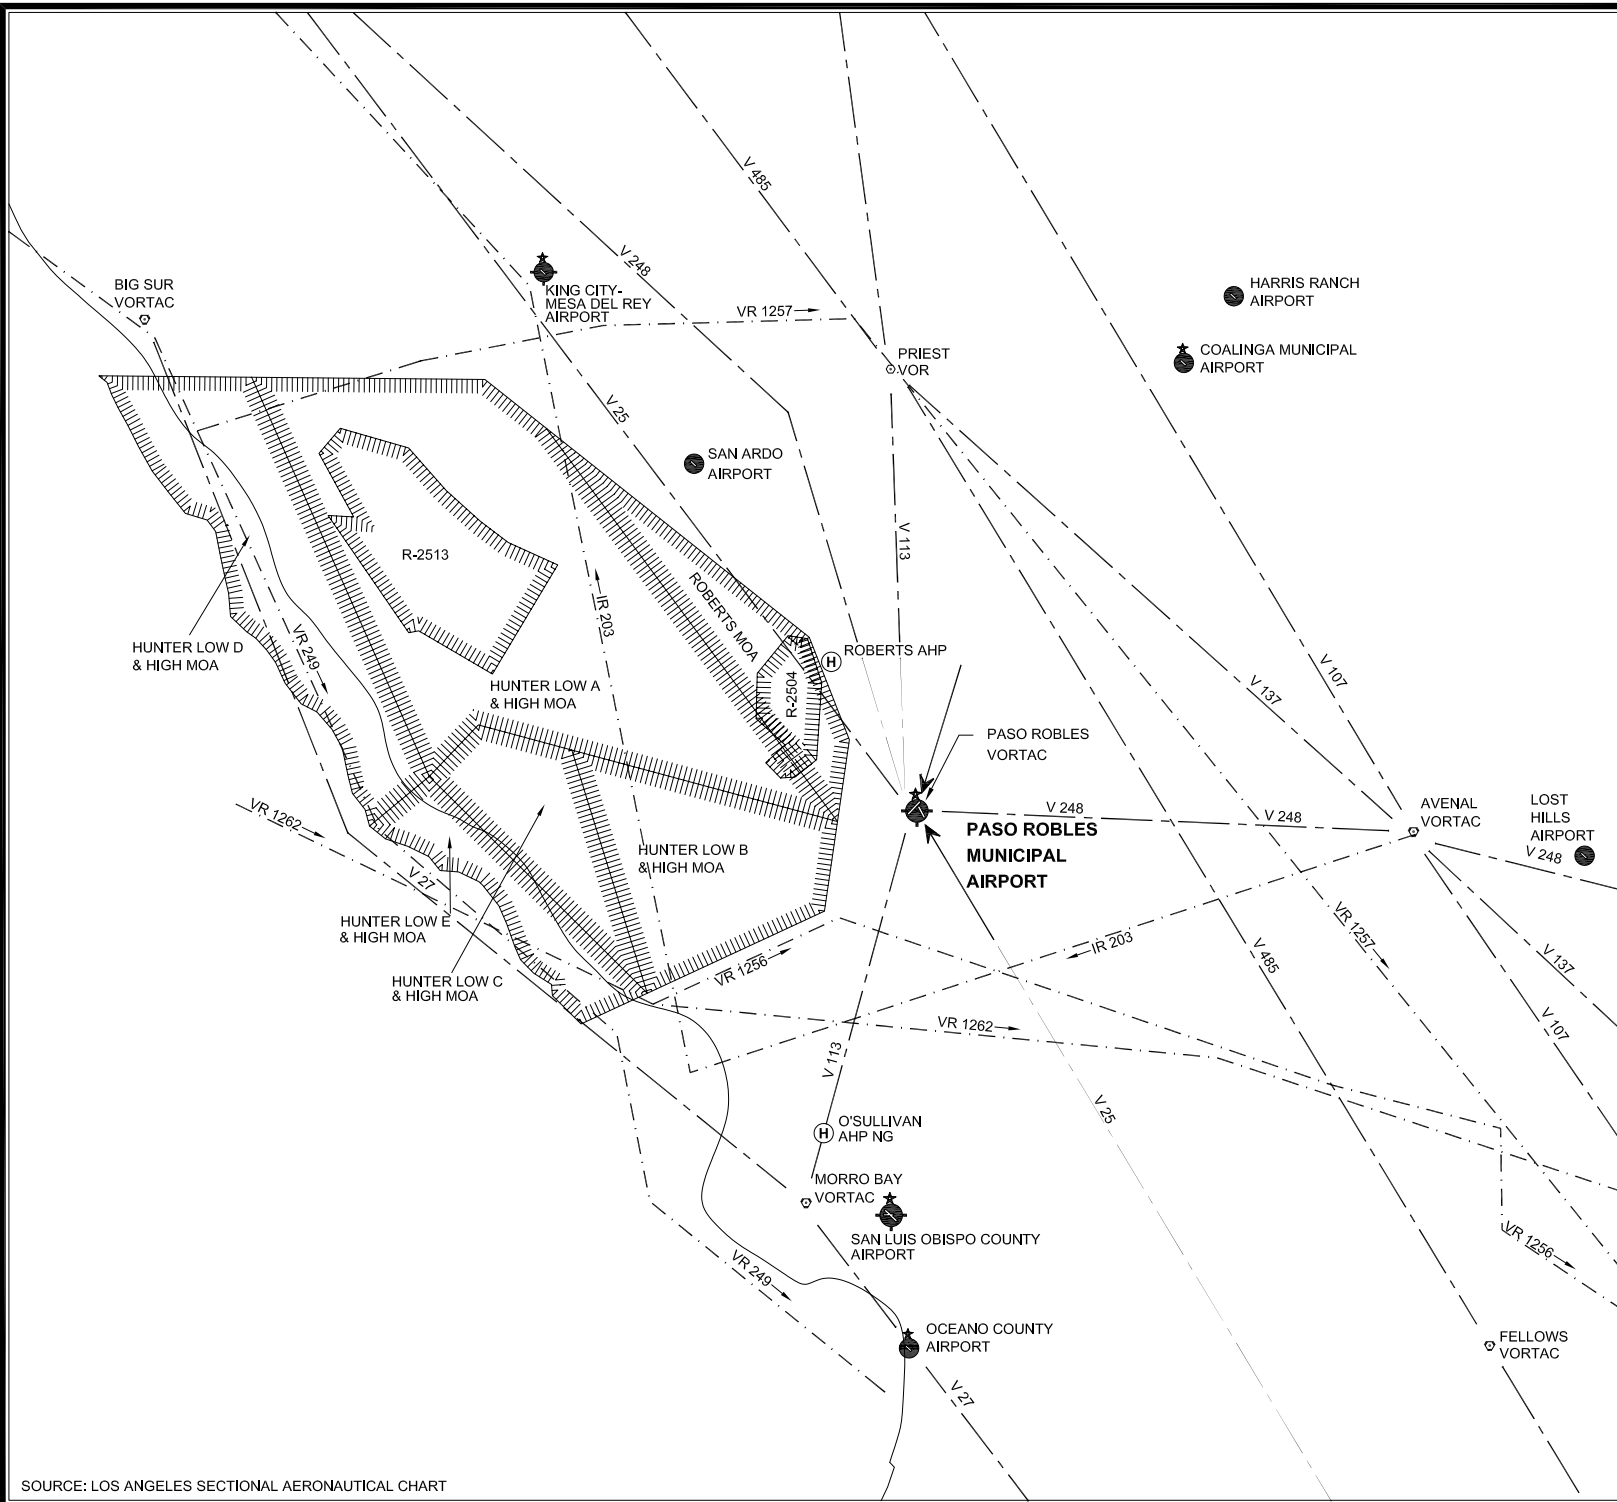 V 485
V 248
BIG SUR
VORTAC
KING CITY-
MESA DEL REY
AIRPORT
VR 1257
HARRIS RANCH
AIRPORT
PRIEST
VOR
COALINGA MUNICIPAL
AIRPORT
V 25
SAN ARDO
AIRPORT
R-2513
V 113
IR 203
ROBERTS MOA
HUNTER LOW D
& HIGH MOA
VR 249
ROBERTS AHP
H
HUNTER LOW A
& HIGH MOA
R-2504
V 107
V 137
PASO ROBLES
VORTAC
VR 1262
V 248
V 248
AVENAL
VORTAC
LOST
HILLS
AIRPORT
V 248
PASO ROBLES
MUNICIPAL
AIRPORT
HUNTER LOW B
& HIGH MOA
V 27
HUNTER LOW E
& HIGH MOA
HUNTER LOW C
& HIGH MOA
VR 1256
IR 203
VR 1257
V 485
V 137
V 107
VR 1262
V 113
V 25
H
O'SULLIVAN
AHP NG
MORRO BAY
VORTAC
SAN LUIS OBISPO COUNTY
AIRPORT
VR 249
VR 1256
OCEANO COUNTY
AIRPORT
FELLOWS
VORTAC
V 27
SOURCE: LOS ANGELES SECTIONAL AERONAUTICAL CHART